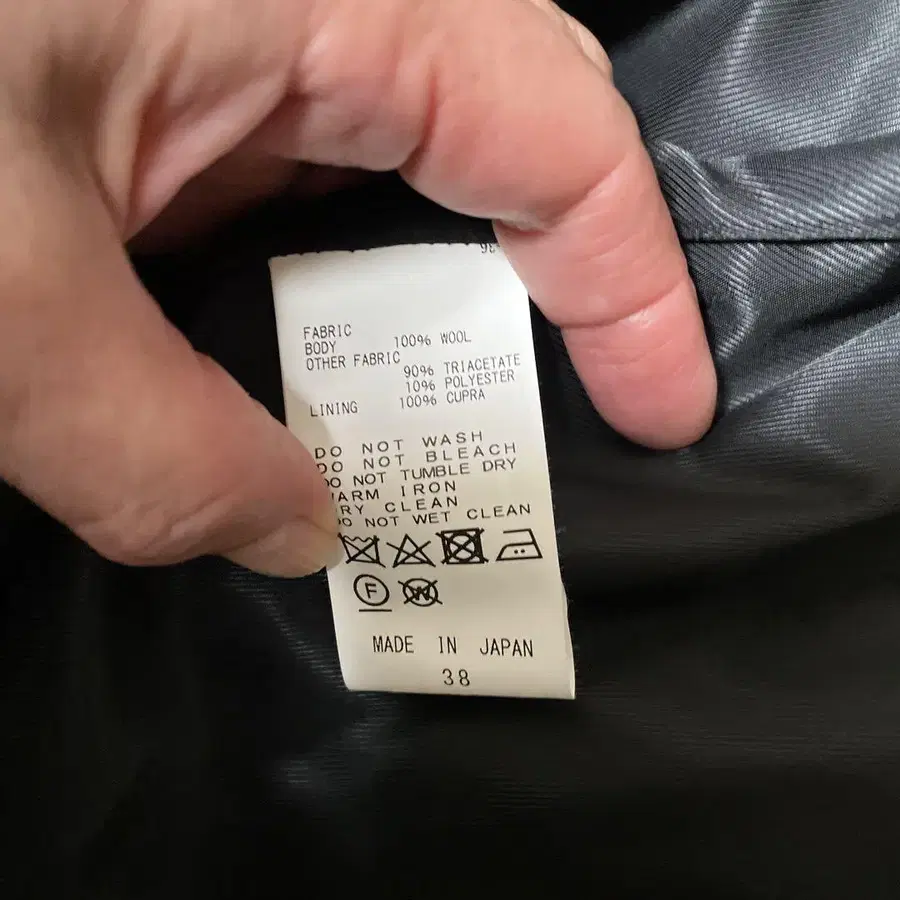 FABRIC
BODY 100% WOOL
OTHER FABRIC
90% TRIACETATE
10% POLYESTER
LINING 100% CUPRA
DO NOT WASH
DO NOT BLEACH
DO NOT TUMBLE DRY
WARM IRON
DRY CLEAN
DO NOT WET CLEAN
F W
MADE IN JAPAN
38